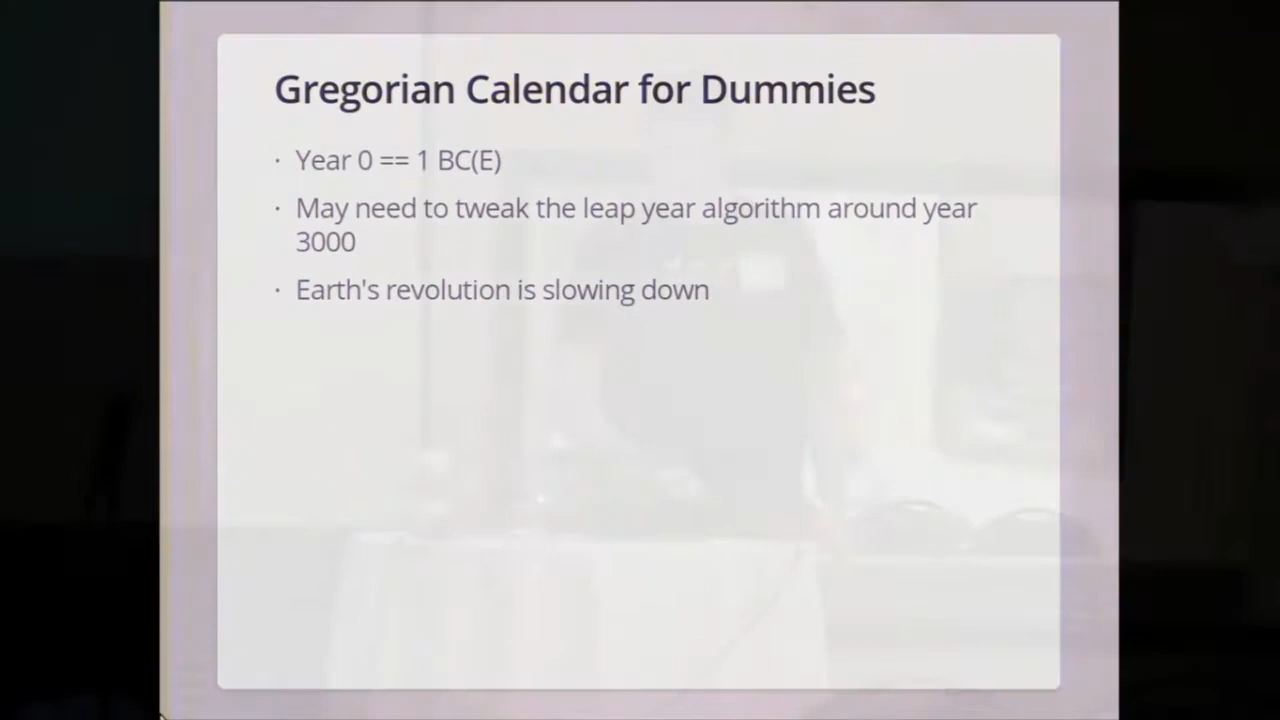 Gregorian Calendar for Dummies
· Year 0 == 1 BC(E)
· May need to tweak the leap year algorithm around year
3000
· Earth's revolution is slowing down